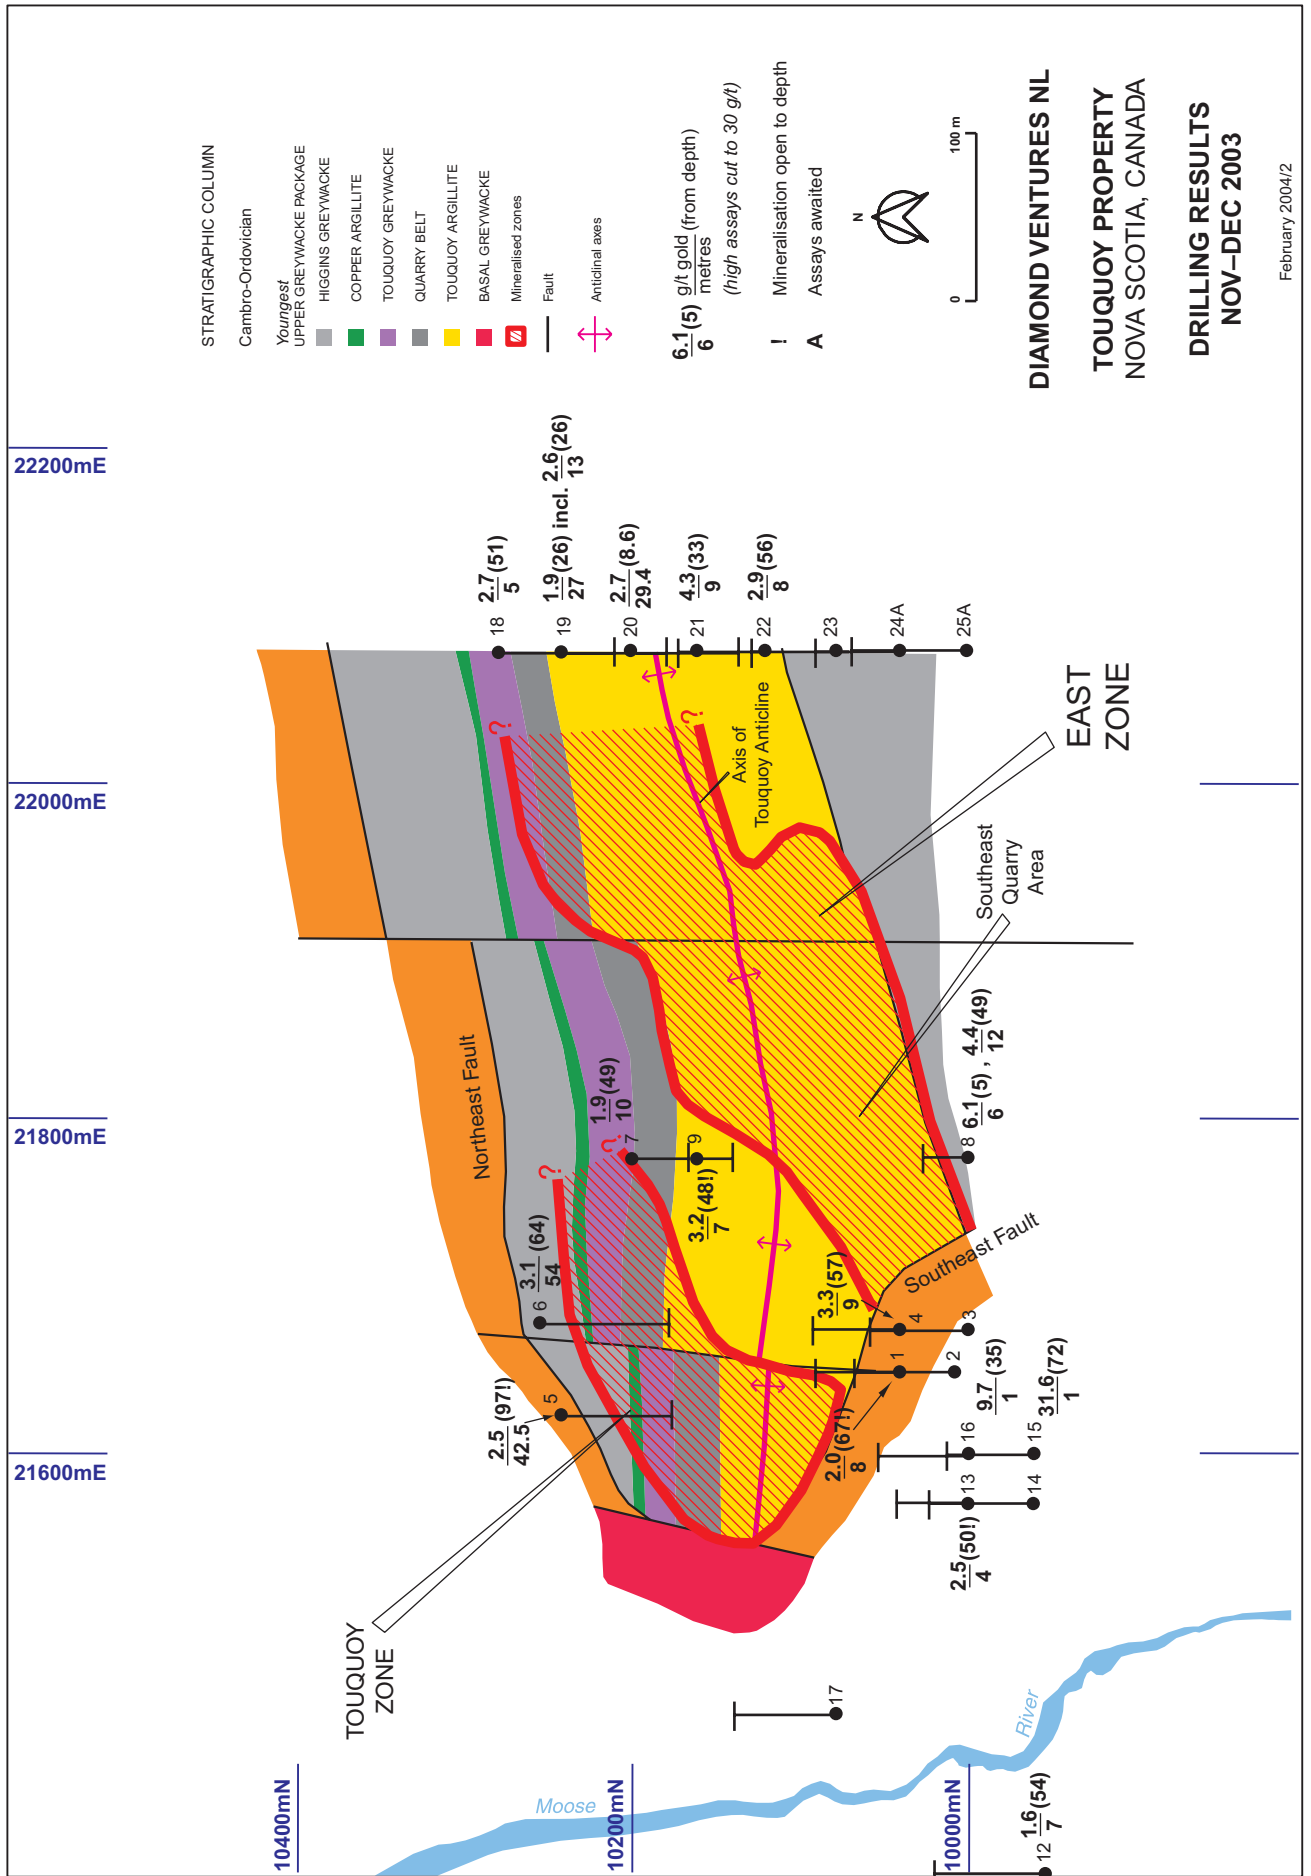 STRATIGRAPHIC COLUMN
Cambro-Ordovician
Youngest
UPPER GREYWACKE PACKAGE
HIGGINS GREYWACKE
COPPER ARGILLITE
TOUQUOY GREYWACKE
QUARRY BELT
TOUQUOY ARGILLITE
BASAL GREYWACKE
Mineralised zones
Fault
Anticlinal axes
6.1(5) g/t gold (from depth)
6 metres
(high assays cut to 30 g/t)
! Mineralisation open to depth
A Assays awaited
N
0 100 m
DIAMOND VENTURES NL
TOUQUOY PROPERTY
NOVA SCOTIA, CANADA
DRILLING RESULTS
NOV–DEC 2003
February 2004/2
22200mE
22000mE
21800mE
21600mE
10400mN
10200mN
10000mN
TOUQUOY
ZONE
EAST
ZONE
Southeast
Quarry
Area
Northeast Fault
Southeast Fault
Axis of
Touquoy Anticline
Moose
River
?
?
?
?
18
2.7(51)
5
19
1.9(26) incl. 2.6(26)
27 13
20
2.7(8.6)
29.4
21
4.3(33)
9
22
2.9(56)
8
23
24A
25A
6
3.1(64)
54
5
2.5(97!)
42.5
7
1.9(49)
10
9
3.2(48!)
7
8
6.1(5) , 4.4(49)
6 12
4
3.3(57)
9
3
1
2.0(67!)
8
2
16
9.7(35)
1
15
31.6(72)
1
13
2.5(50!)
4
14
17
12
1.6(54)
7